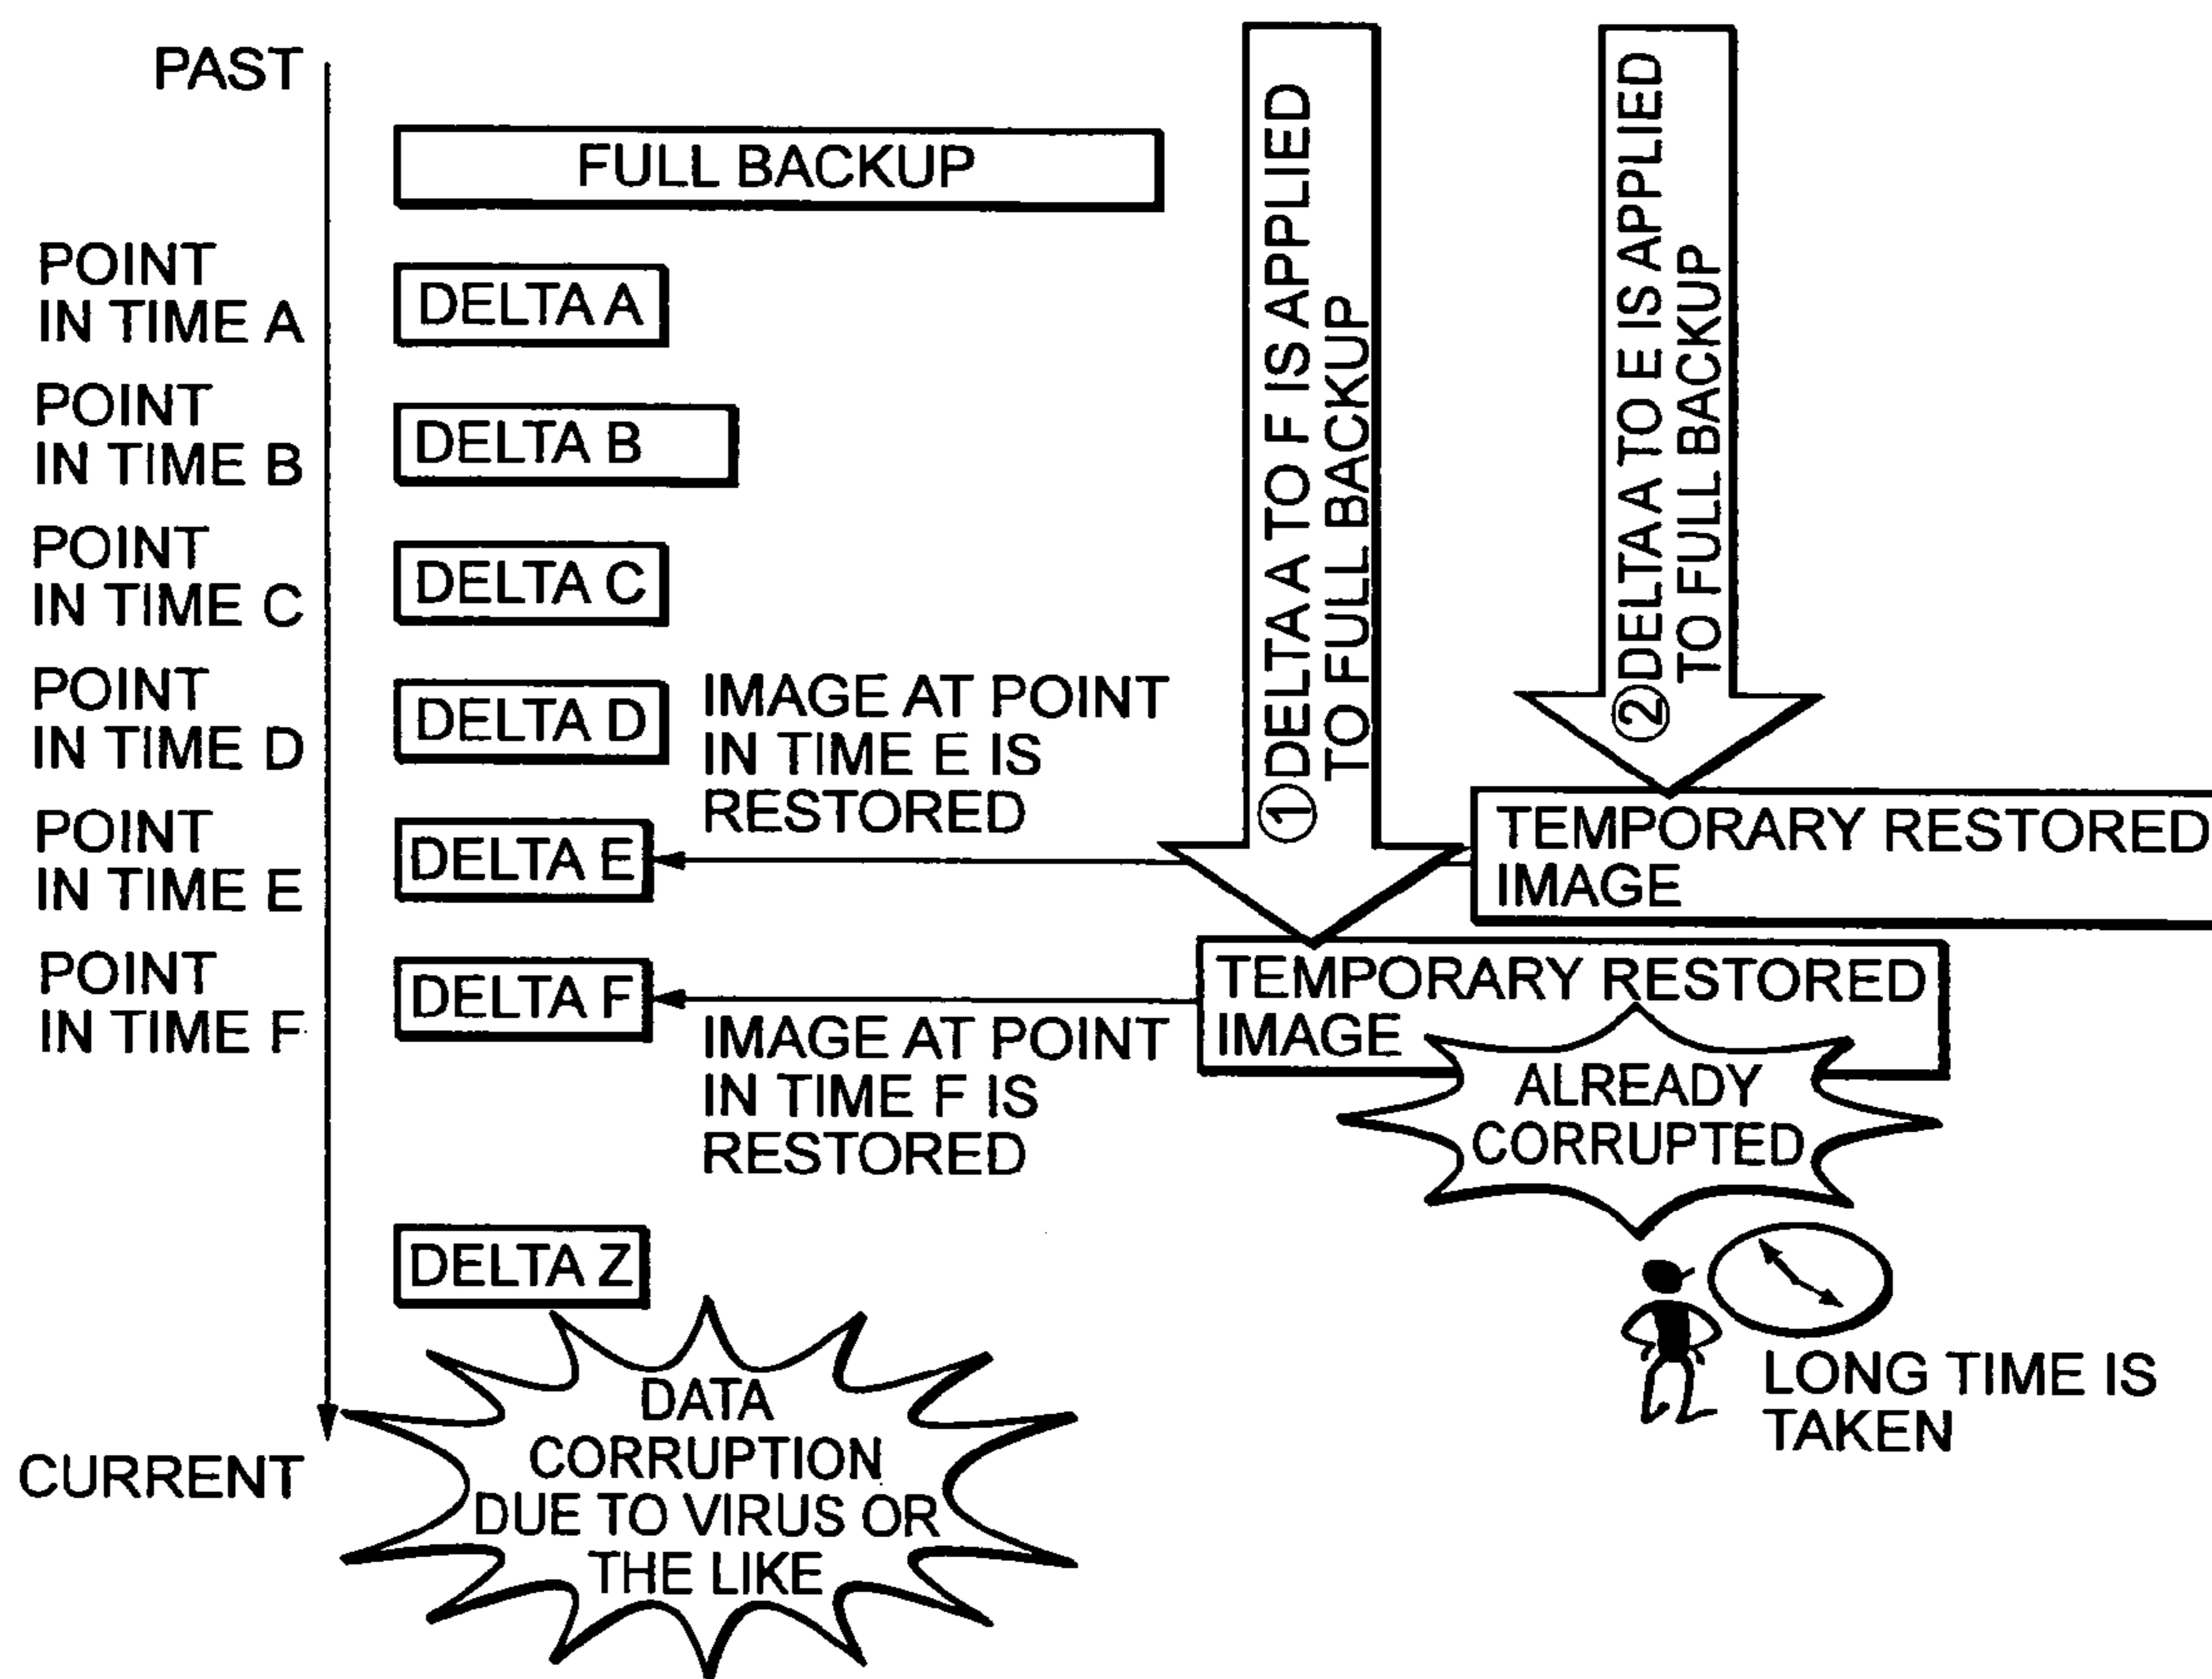 PAST
FULL BACKUP
POINT
IN TIME A
DELTA A
POINT
IN TIME B
DELTA B
POINT
IN TIME C
DELTA C
POINT
IN TIME D
DELTA D
IMAGE AT POINT
IN TIME E IS
RESTORED
POINT
IN TIME E
DELTA E
POINT
IN TIME F
DELTA F
IMAGE AT POINT
IN TIME F IS
RESTORED
DELTA Z
DATA
CORRUPTION
DUE TO VIRUS OR
THE LIKE
CURRENT
①DELTA A TO F IS APPLIED
TO FULL BACKUP
②DELTA A TO E IS APPLIED
TO FULL BACKUP
TEMPORARY RESTORED
IMAGE
TEMPORARY RESTORED
IMAGE
ALREADY
CORRUPTED
LONG TIME IS
TAKEN